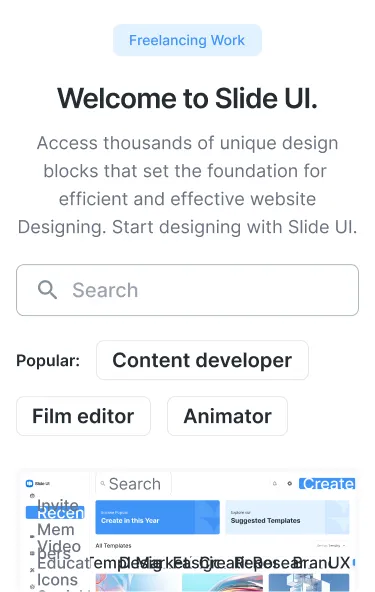 Freelancing Work
Welcome to Slide UI.
Access thousands of unique design
blocks that set the foundation for
efficient and effective website
Designing. Start designing with Slide UI.
Search
Popular: Content developer
Film editor Animator
Slide UI Search Create
Invite
Recen
Mem
bers
Video
Educat
Icons
Create in this Year
Suggested Templates
All Templates